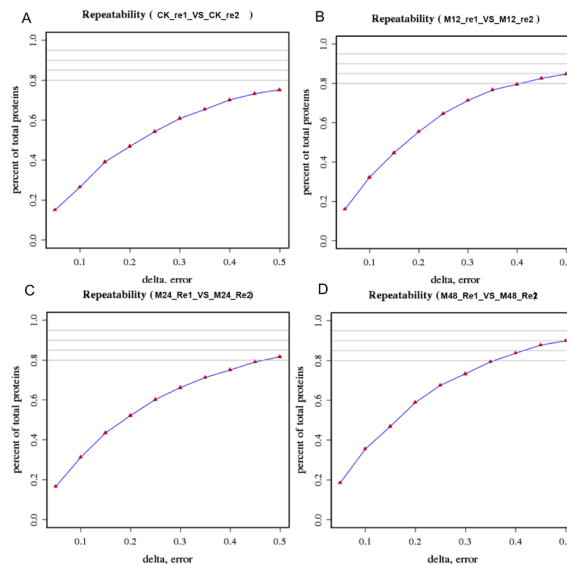 A
Repeatability ( CK_re1_VS_CK_re2 )
percent of total proteins
0.0 0.2 0.4 0.6 0.8 1.0
0.1 0.2 0.3 0.4 0.5
delta, error
B
Repeatability ( M12_re1_VS_M12_re2 )
percent of total proteins
0.0 0.2 0.4 0.6 0.8 1.0
0.1 0.2 0.3 0.4 0.5
delta, error
C
Repeatability ( M24_Re1_VS_M24_Re2)
percent of total proteins
0.0 0.2 0.4 0.6 0.8 1.0
0.1 0.2 0.3 0.4 0.5
delta, error
D
Repeatability ( M48_Re1_VS_M48_Re2)
percent of total proteins
0.0 0.2 0.4 0.6 0.8 1.0
0.1 0.2 0.3 0.4 0.5
delta, error